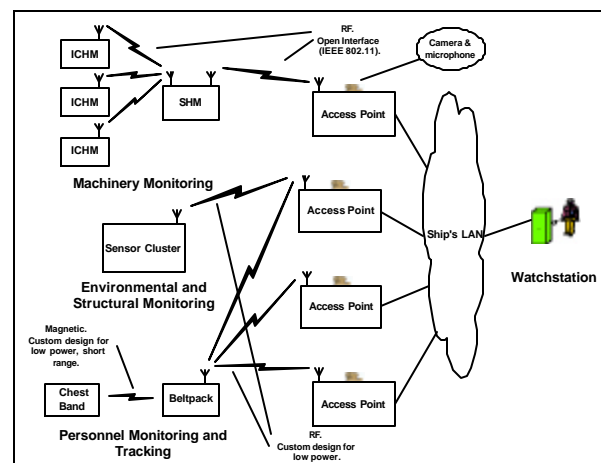 ICHM
ICHM
ICHM
SHM
RF.
Open Interface
(IEEE 802.11).
Camera &
microphone
Access Point
Machinery Monitoring
Access Point
Sensor Cluster
Ship's LAN
Watchstation
Environmental and
Structural Monitoring
Access Point
Magnetic.
Custom design for
low power, short
range.
Chest
Band
Beltpack
Access Point
Personnel Monitoring and
Tracking
RF.
Custom design for
low power.